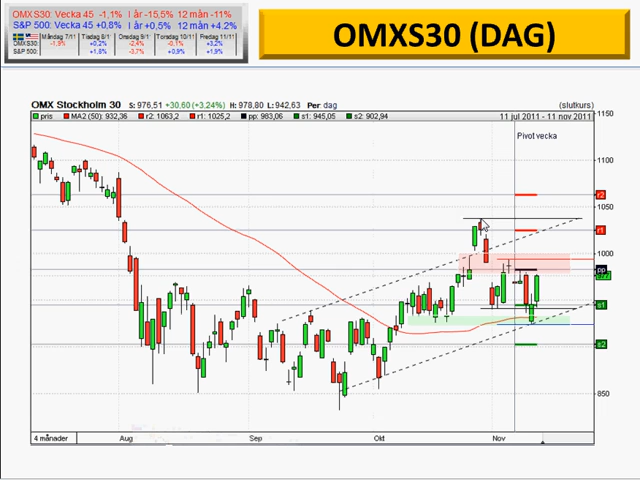 OMXS30: Vecka 45 -1,1% I år -15,5% 12 mån -11%
S&P 500: Vecka 45 +0,8% I år +0,5% 12 mån +4.2%
Måndag 7/11 Tisdag 8/11 Onsdag 9/11 Torsdag 10/11 Fredag 11/11
OMXS30: -1,9% +0,2% -2,4% -0,1% +3,2%
S&P 500: +1.8% -3.7% +0,9% +1,9%
OMXS30 (DAG)
OMX Stockholm 30 S: 976,51 +30,60 (+3,24%) H: 978,80 L: 942,63 Per dag (slutkurs)
pris MA2 (50): 932,36 r2: 1063,2 r1: 1025,2 pp: 983,06 s1: 945,05 s2: 902,94 11 jul 2011 - 11 nov 2011
Pivot vecka
1150
1100
r2
1050
r1
1000
pp
s1
s2
850
4 månader Aug Sep Okt Nov